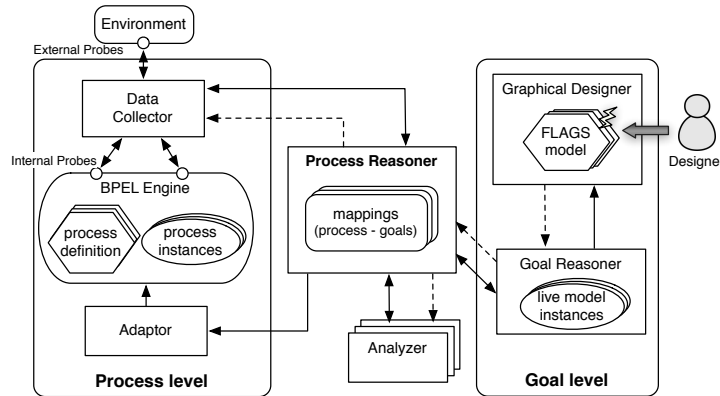 Environment
External Probes
Data
Collector
Internal Probes
BPEL Engine
process
definition
process
instances
Adaptor
Process level
Process Reasoner
mappings
(process - goals)
Analyzer
Graphical Designer
FLAGS
model
Designe
Goal Reasoner
live model
instances
Goal level